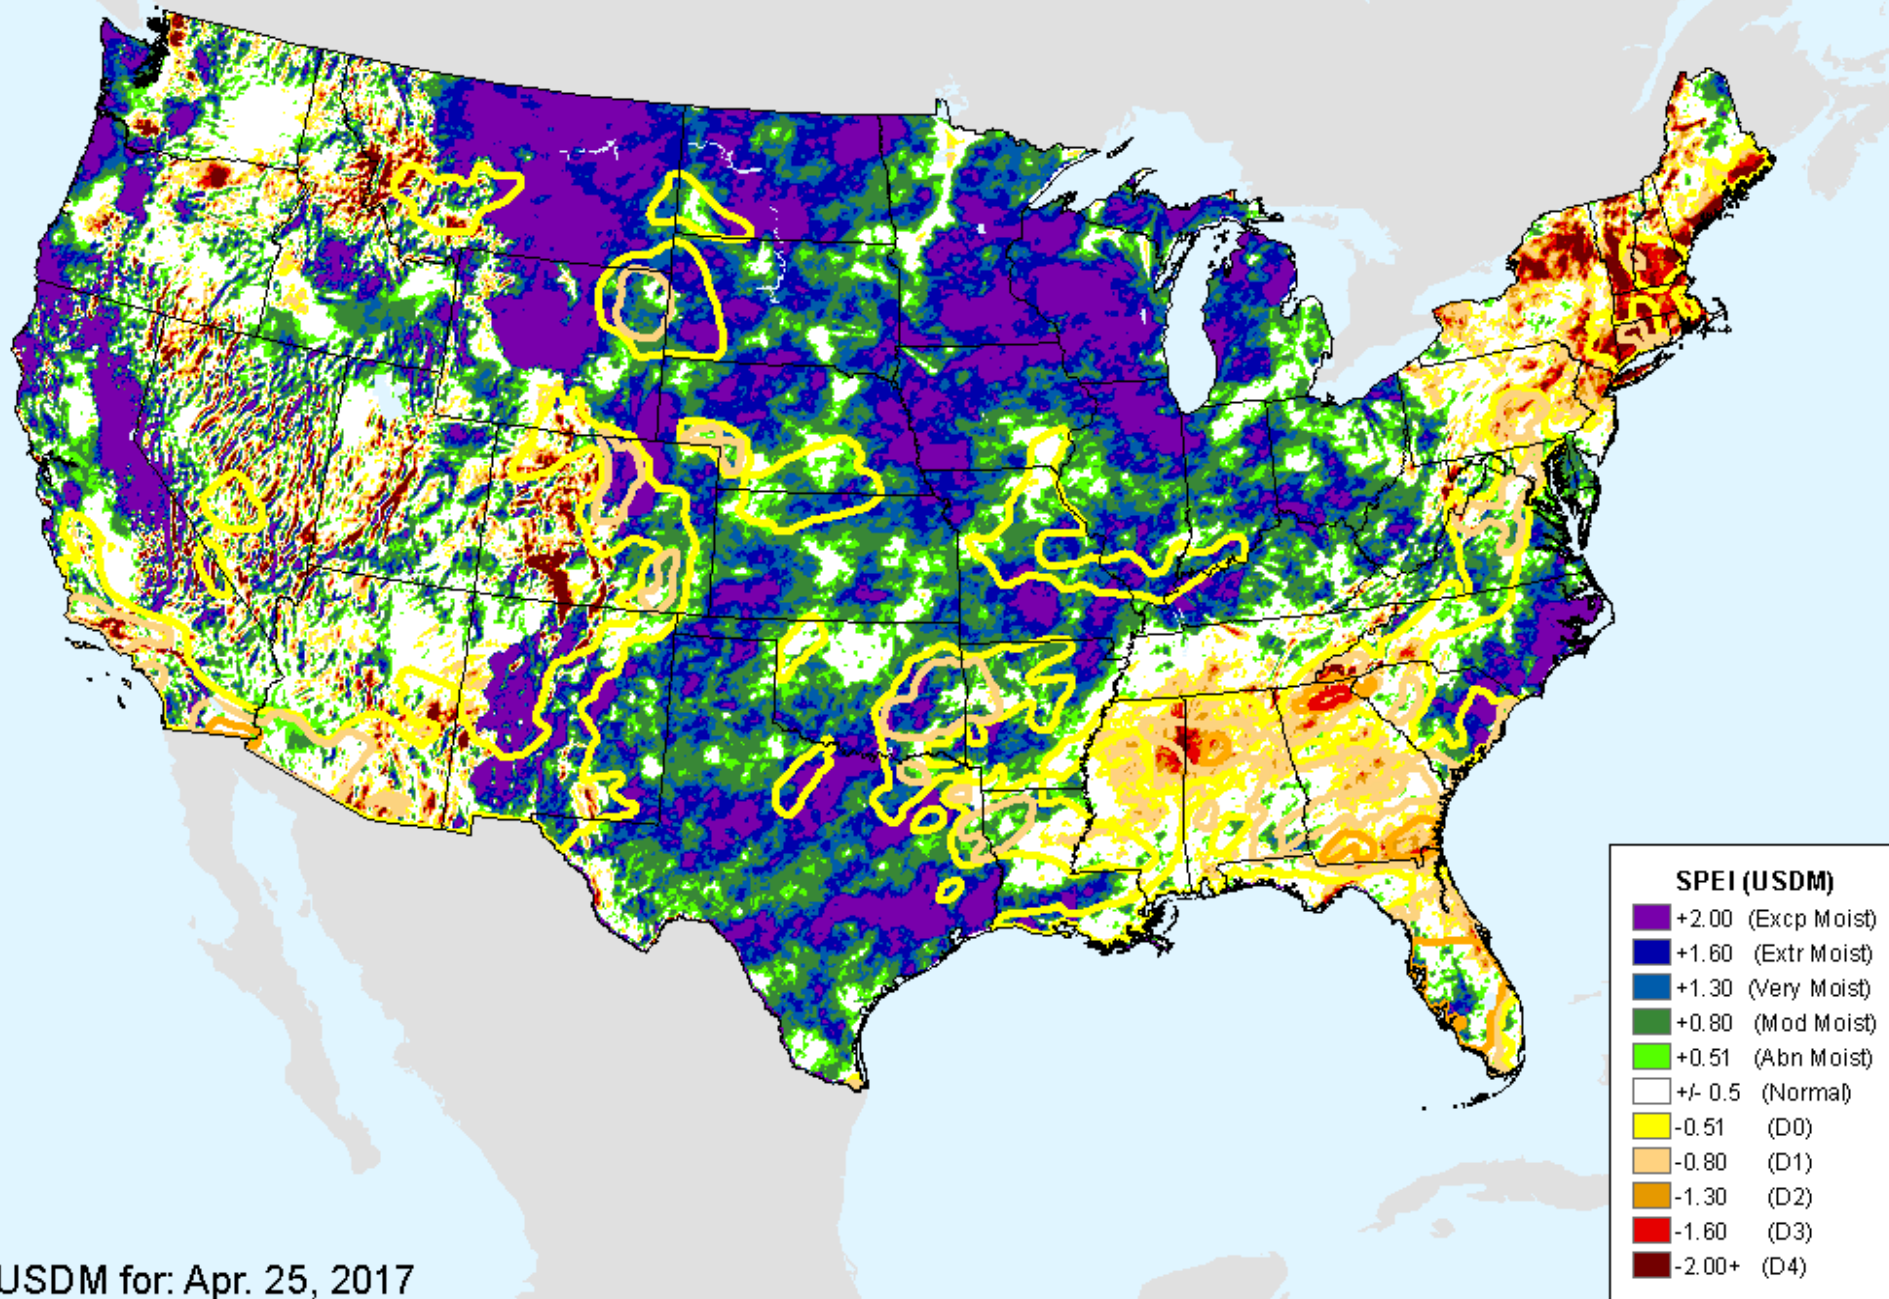 SPEI (USDM)
+2.00 (Excp Moist)
+1.60 (Extr Moist)
+1.30 (Very Moist)
+0.80 (Mod Moist)
+0.51 (Abn Moist)
+/- 0.5 (Normal)
-0.51 (D0)
-0.80 (D1)
-1.30 (D2)
-1.60 (D3)
-2.00+ (D4)
USDM for: Apr. 25, 2017